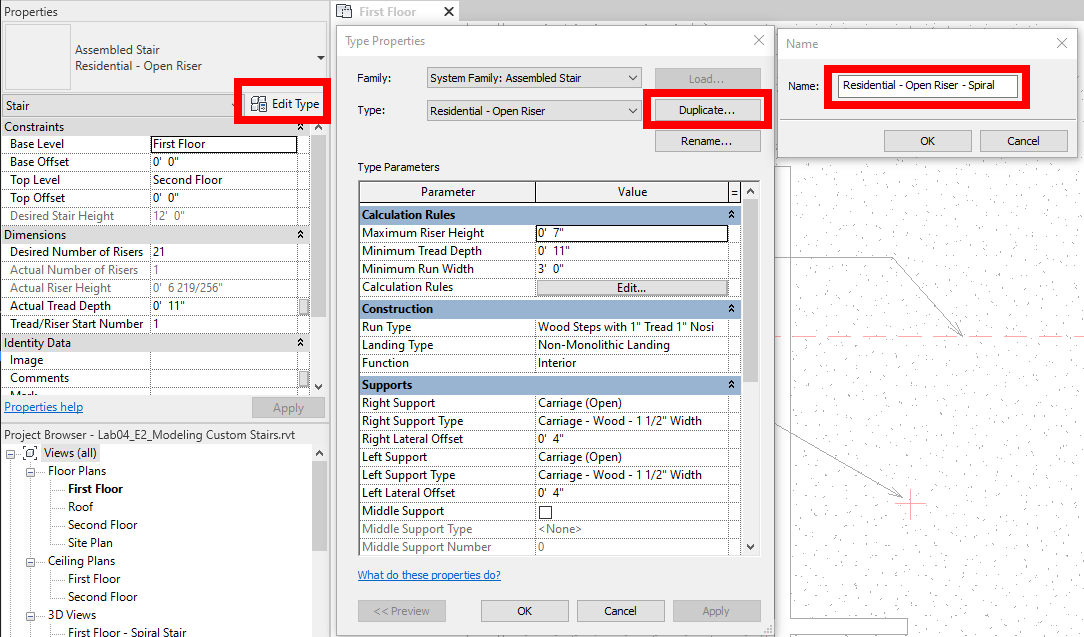 Properties
Assembled Stair
Residential - Open Riser
Stair
Edit Type
Constraints
Base Level First Floor
Base Offset 0' 0"
Top Level Second Floor
Top Offset 0' 0"
Desired Stair Height 12' 0"
Dimensions
Desired Number of Risers 21
Actual Number of Risers 1
Actual Riser Height 0' 6 219/256"
Actual Tread Depth 0' 11"
Tread/Riser Start Number 1
Identity Data
Image
Comments
Properties help
Apply
Project Browser - Lab04_E2_Modeling Custom Stairs.rvt
Views (all)
Floor Plans
First Floor
Roof
Second Floor
Site Plan
Ceiling Plans
First Floor
Second Floor
3D Views
First Floor - Spiral Stair
First Floor
Type Properties
Family: System Family: Assembled Stair Load...
Type: Residential - Open Riser Duplicate...
Rename...
Type Parameters
Parameter Value =
Calculation Rules
Maximum Riser Height 0' 7"
Minimum Tread Depth 0' 11"
Minimum Run Width 3' 0"
Calculation Rules Edit...
Construction
Run Type Wood Steps with 1" Tread 1" Nosi
Landing Type Non-Monolithic Landing
Function Interior
Supports
Right Support Carriage (Open)
Right Support Type Carriage - Wood - 1 1/2" Width
Right Lateral Offset 0' 4"
Left Support Carriage (Open)
Left Support Type Carriage - Wood - 1 1/2" Width
Left Lateral Offset 0' 4"
Middle Support
Middle Support Type <None>
Middle Support Number 0
What do these properties do?
<< Preview OK Cancel Apply
Name
Name: Residential - Open Riser - Spiral
OK Cancel